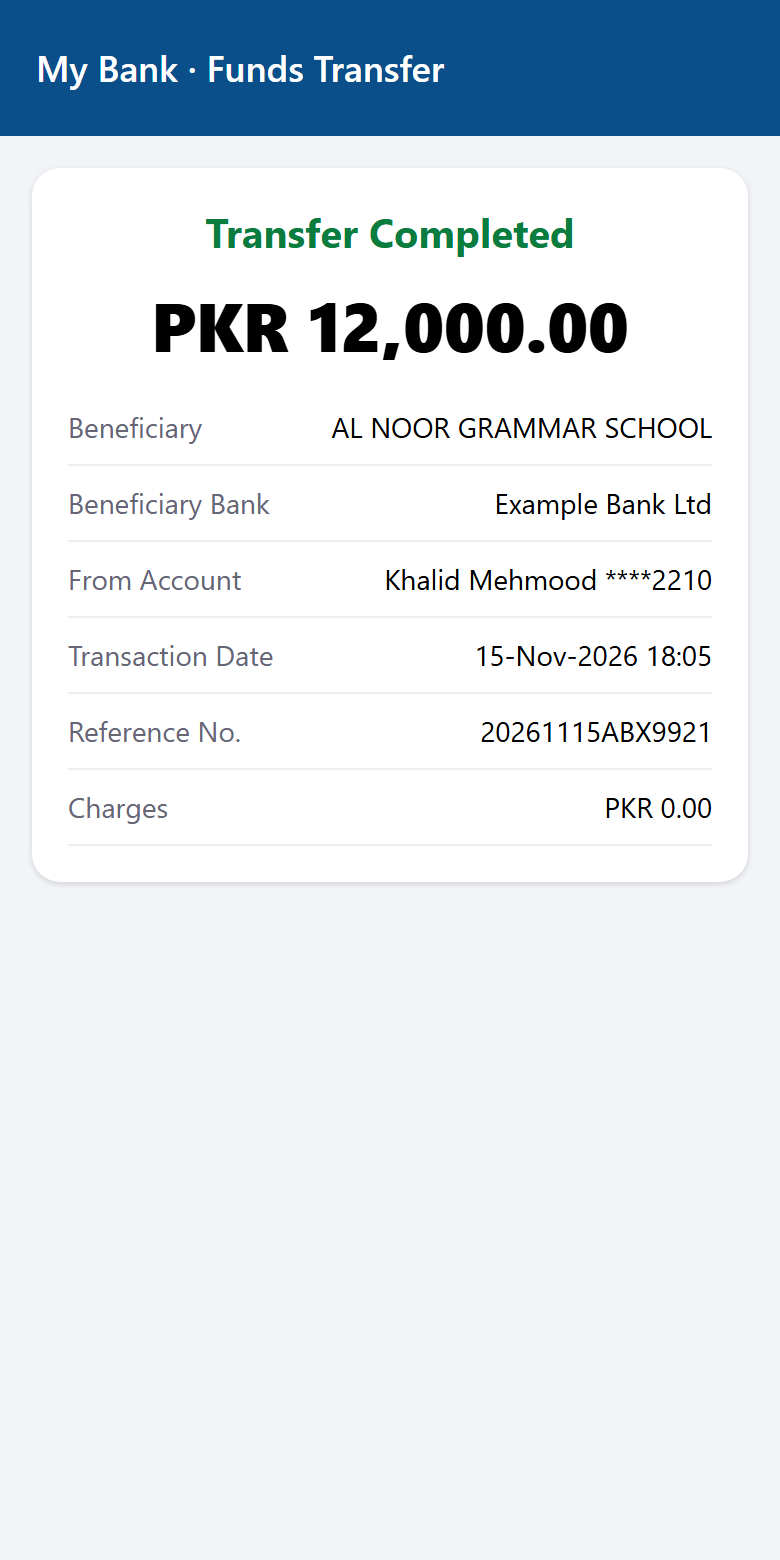 My Bank · Funds Transfer
Transfer Completed
PKR 12,000.00
Beneficiary AL NOOR GRAMMAR SCHOOL
Beneficiary Bank Example Bank Ltd
From Account Khalid Mehmood ****2210
Transaction Date 15-Nov-2026 18:05
Reference No. 20261115ABX9921
Charges PKR 0.00